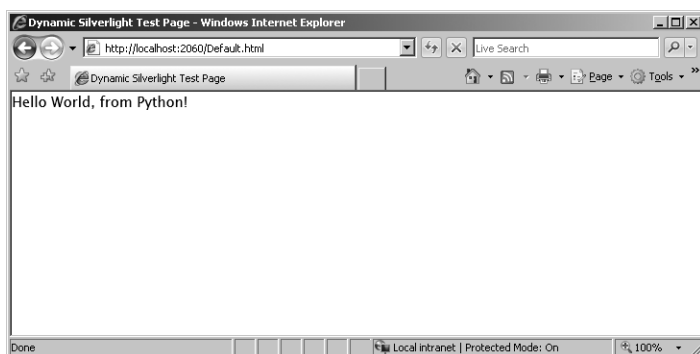 Dynamic Silverlight Test Page - Windows Internet Explorer
http://localhost:2060/Default.html
Live Search
Dynamic Silverlight Test Page
Page
Tools
»
Hello World, from Python!
Done
Local intranet | Protected Mode: On
100%